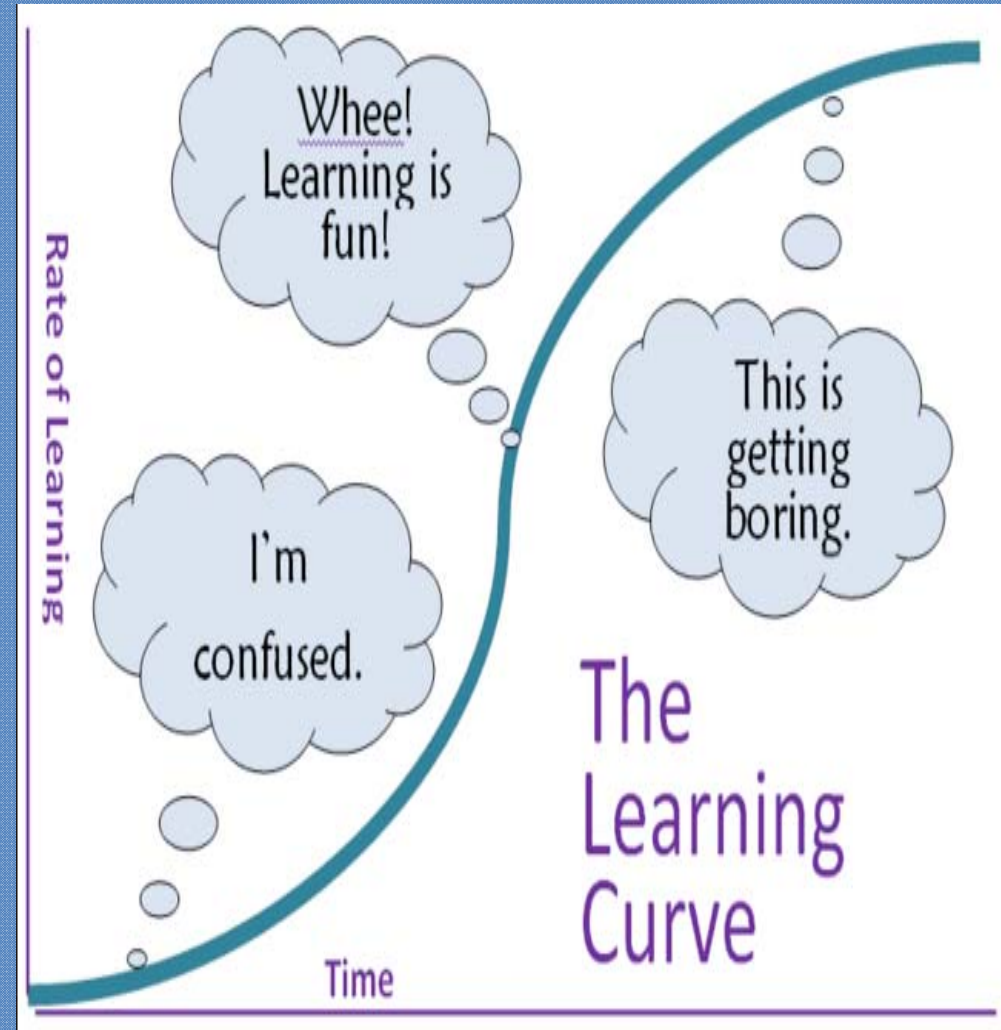 Whee!
Learning is
fun!
Rate of Learning
This is
getting
boring.
I`m
confused.
The
Learning
Curve
Time